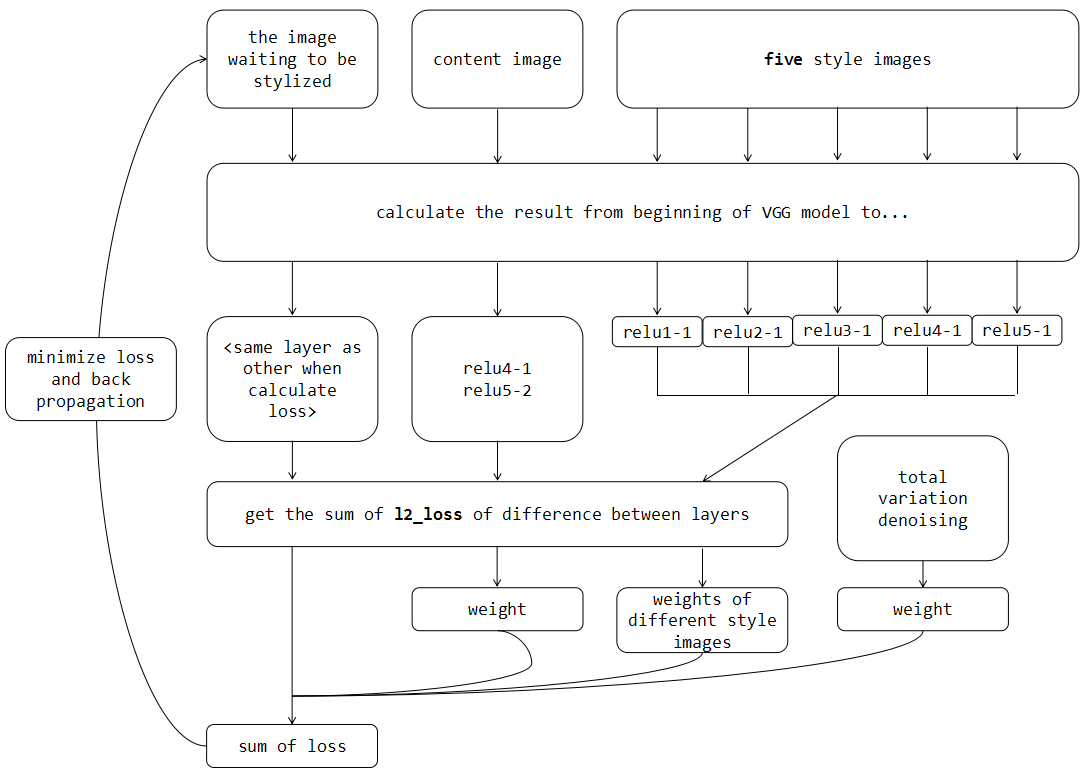 the image
waiting to be
stylized
content image
five style images
calculate the result from beginning of VGG model to...
<same layer as
other when
calculate
loss>
relu4-1
relu5-2
relu1-1
relu2-1
relu3-1
relu4-1
relu5-1
minimize loss
and back
propagation
total
variation
denoising
get the sum of l2_loss of difference between layers
weight
weights of
different style
images
weight
sum of loss